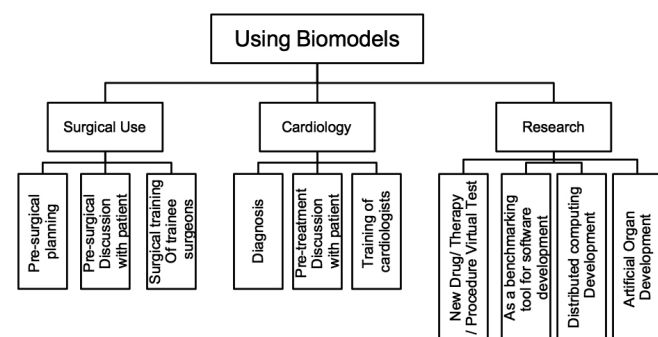 Using Biomodels
Surgical Use
Cardiology
Research
Pre-surgical
planning
Pre-surgical
Discussion
with patient
Surgical training
Of trainee
surgeons
Diagnosis
Pre-treatment
Discussion
with patient
Training of
cardiologists
New Drug/ Therapy
/ Procedure Virtual Test
As a benchmarking
tool for software
development
Distributed computing
Development
Artificial Organ
Development